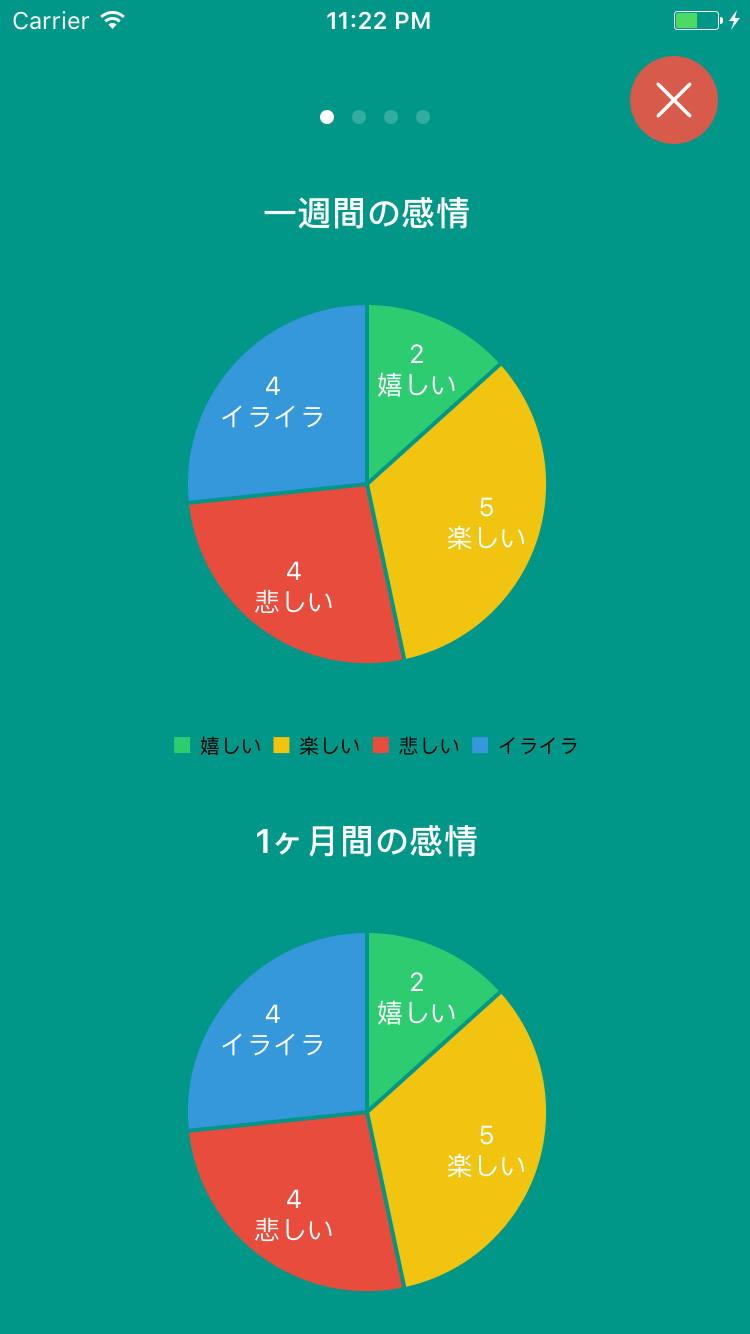 Carrier 11:22 PM
一週間の感情
2
嬉しい
4
イライラ
5
楽しい
4
悲しい
嬉しい 楽しい 悲しい イライラ
1ヶ月間の感情
2
嬉しい
4
イライラ
5
楽しい
4
悲しい